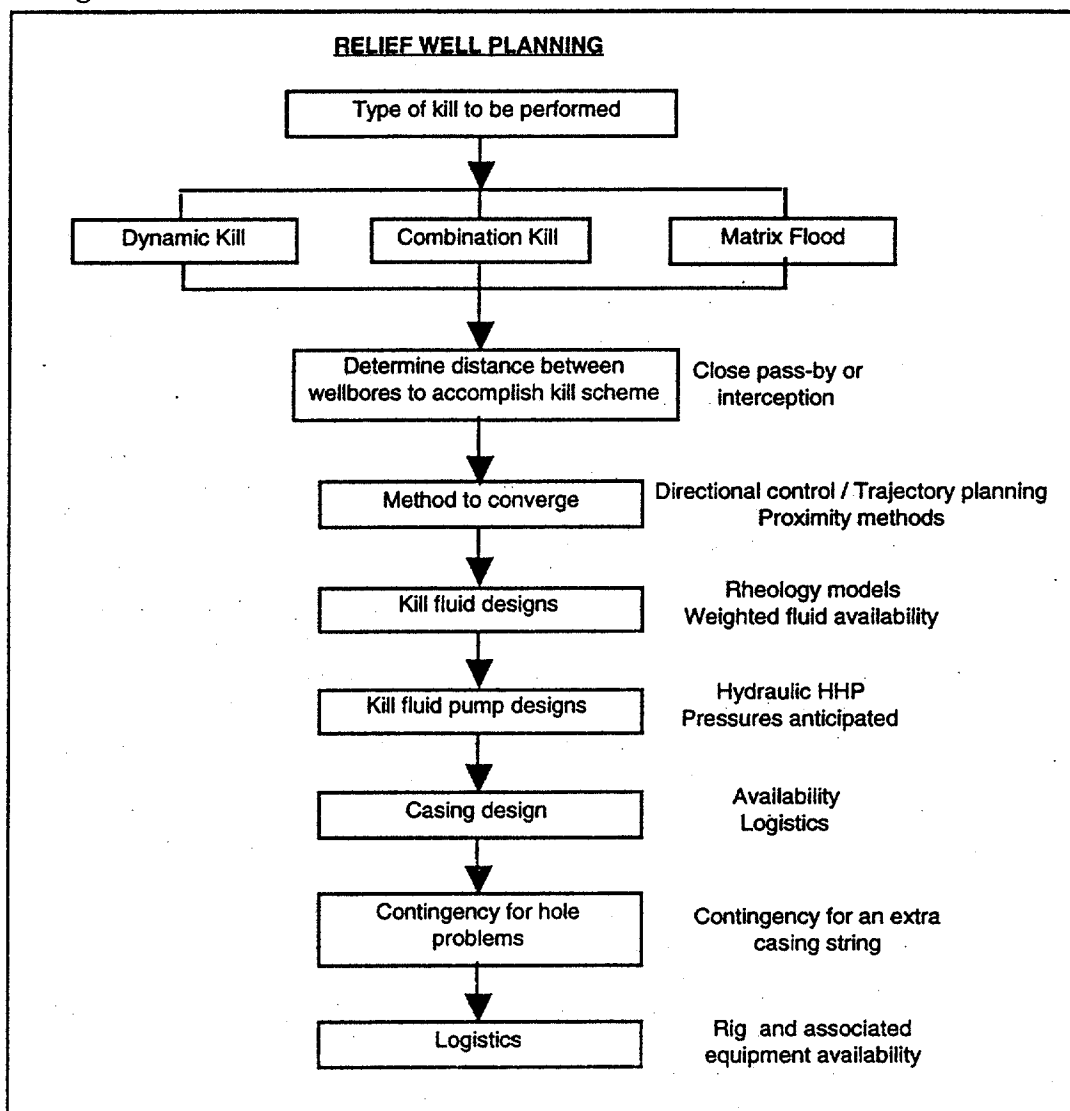 RELIEF WELL PLANNING
Type of kill to be performed
Dynamic Kill
Combination Kill
Matrix Flood
Determine distance between
wellbores to accomplish kill scheme
Close pass-by or
interception
Method to converge
Directional control / Trajectory planning
Proximity methods
Kill fluid designs
Rheology models
Weighted fluid availability
Kill fluid pump designs
Hydraulic HHP
Pressures anticipated
Casing design
Availability
Logistics
Contingency for hole
problems
Contingency for an extra
casing string
Logistics
Rig and associated
equipment availability